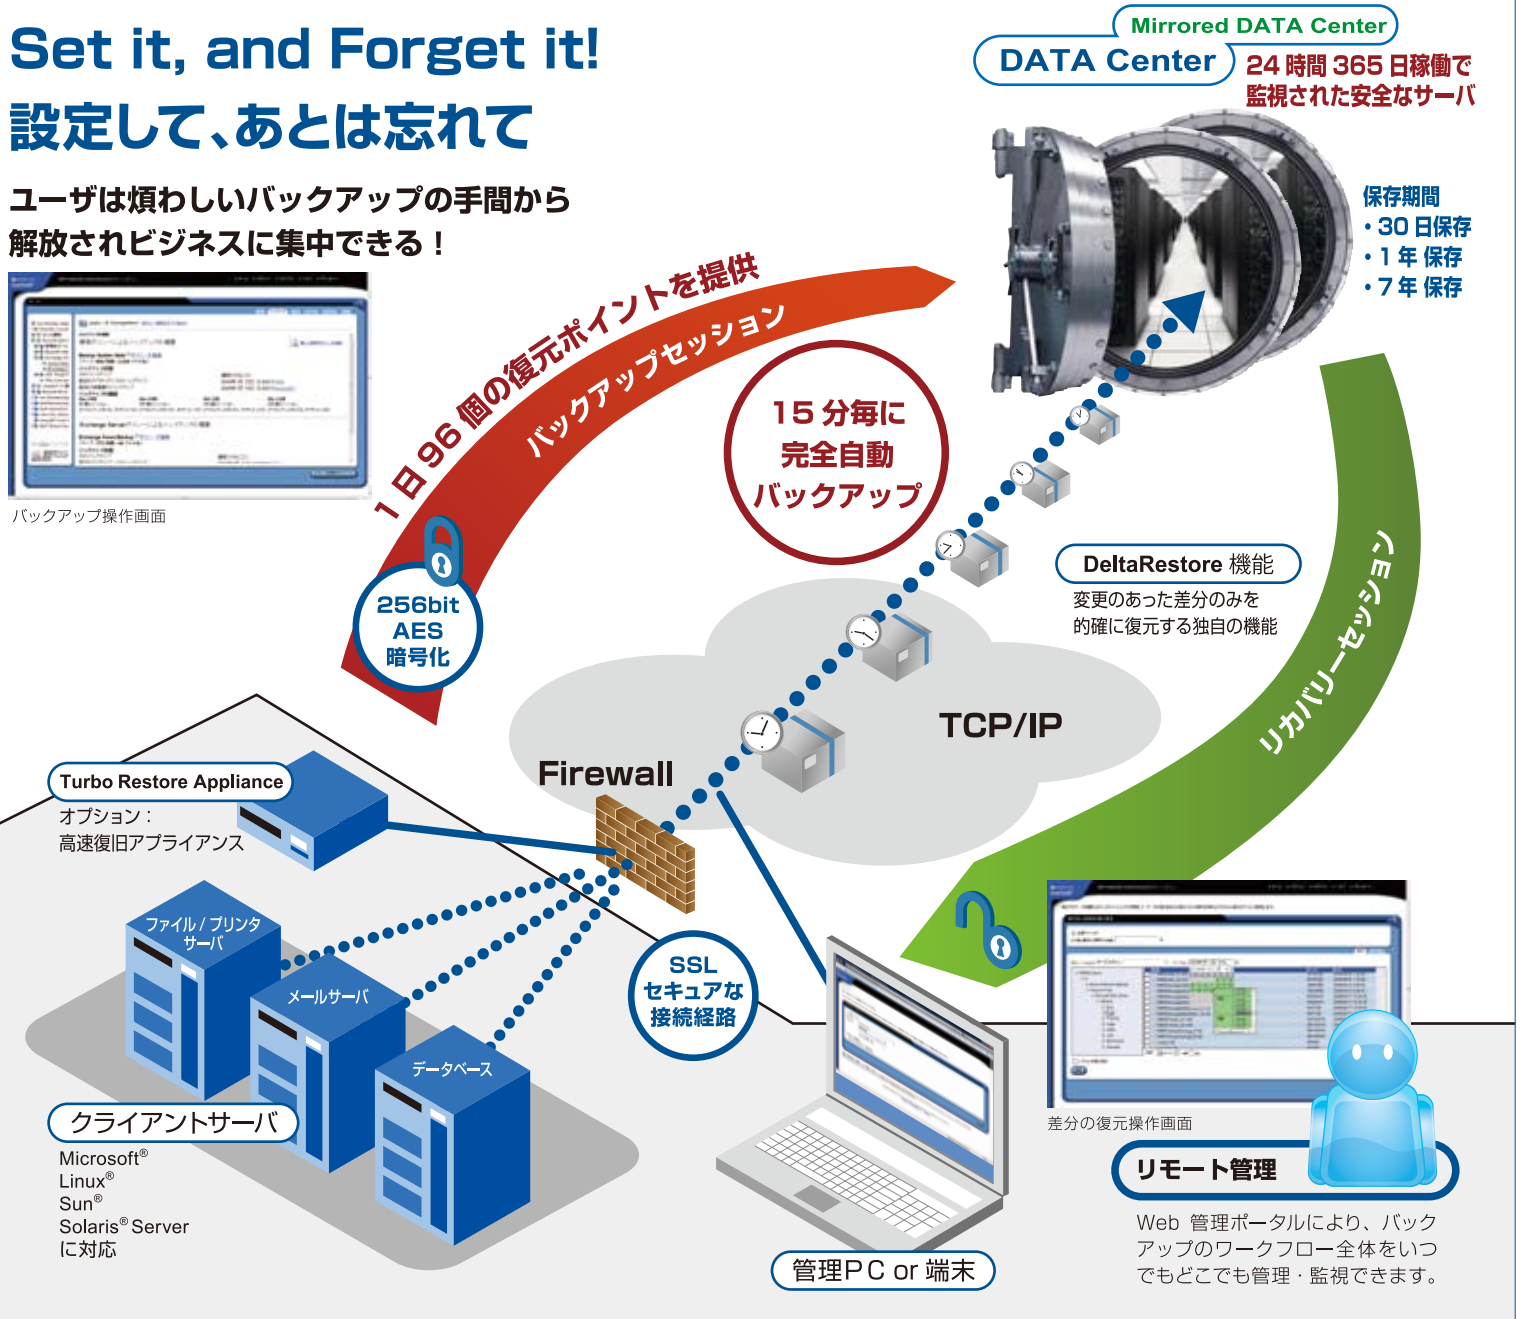 Set it, and Forget it!
設定して、あとは忘れて
ユーザは煩わしいバックアップの手間から
解放されビジネスに集中できる！
バックアップ操作画面
Mirrored DATA Center
DATA Center
24 時間 365 日稼働で
監視された安全なサーバ
保存期間
・30 日保存
・1 年 保存
・7 年 保存
1日96個の復元ポイントを提供
バックアップセッション
15 分毎に
完全自動
バックアップ
256bit
AES
暗号化
DeltaRestore 機能
変更のあった差分のみを
的確に復元する独自の機能
リカバリーセッション
TCP/IP
Firewall
Turbo Restore Appliance
オプション：
高速復旧アプライアンス
ファイル / プリンタ
サーバ
メールサーバ
データベース
SSL
セキュアな
接続経路
クライアントサーバ
Microsoft®
Linux®
Sun®
Solaris® Server
に対応
管理PC or 端末
差分の復元操作画面
リモート管理
Web 管理ポータルにより、バック
アップのワークフロー全体をいつ
でもどこでも管理・監視できます。